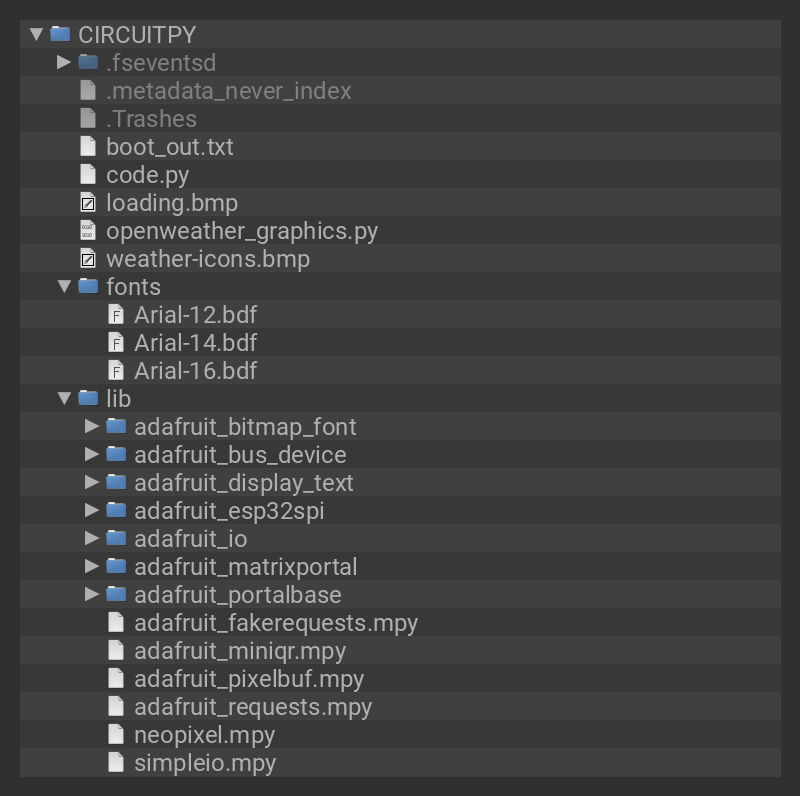 CIRCUITPY
.fseventsd
.metadata_never_index
.Trashes
boot_out.txt
code.py
loading.bmp
openweather_graphics.py
weather-icons.bmp
fonts
Arial-12.bdf
Arial-14.bdf
Arial-16.bdf
lib
adafruit_bitmap_font
adafruit_bus_device
adafruit_display_text
adafruit_esp32spi
adafruit_io
adafruit_matrixportal
adafruit_portalbase
adafruit_fakerequests.mpy
adafruit_miniqr.mpy
adafruit_pixelbuf.mpy
adafruit_requests.mpy
neopixel.mpy
simpleio.mpy